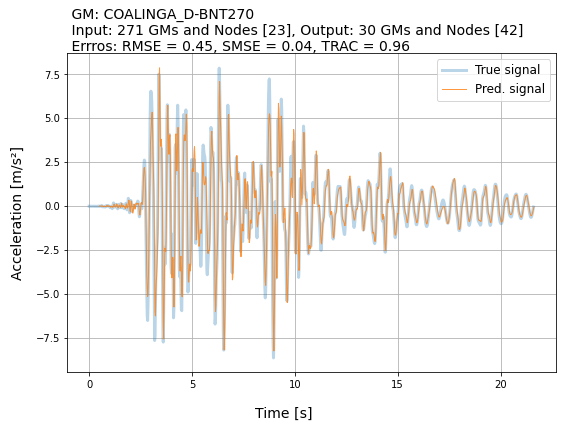 GM: COALINGA_D-BNT270
Input: 271 GMs and Nodes [23], Output: 30 GMs and Nodes [42]
Errros: RMSE = 0.45, SMSE = 0.04, TRAC = 0.96
True signal
Pred. signal
Acceleration [m/s²]
7.5
5.0
2.5
0.0
−2.5
−5.0
−7.5
0 5 10 15 20
Time [s]